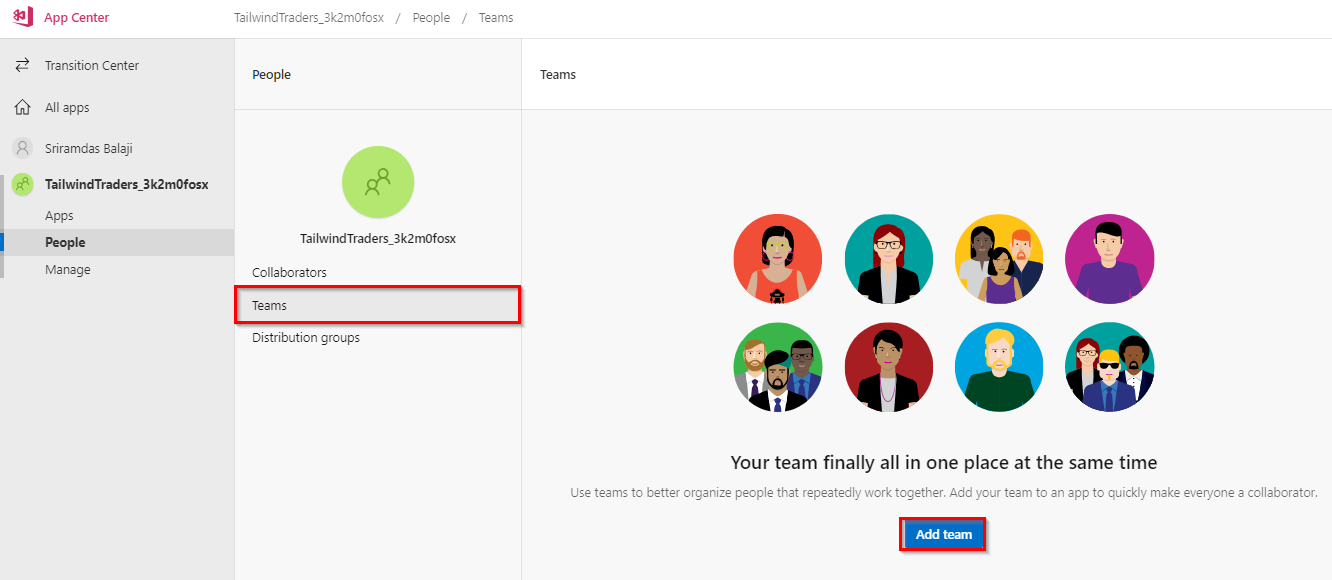 App Center
TailwindTraders_3k2m0fosx / People / Teams
Transition Center
All apps
Sriramdas Balaji
TailwindTraders_3k2m0fosx
Apps
People
Manage
People
TailwindTraders_3k2m0fosx
Collaborators
Teams
Distribution groups
Teams
Your team finally all in one place at the same time
Use teams to better organize people that repeatedly work together. Add your team to an app to quickly make everyone a collaborator.
Add team